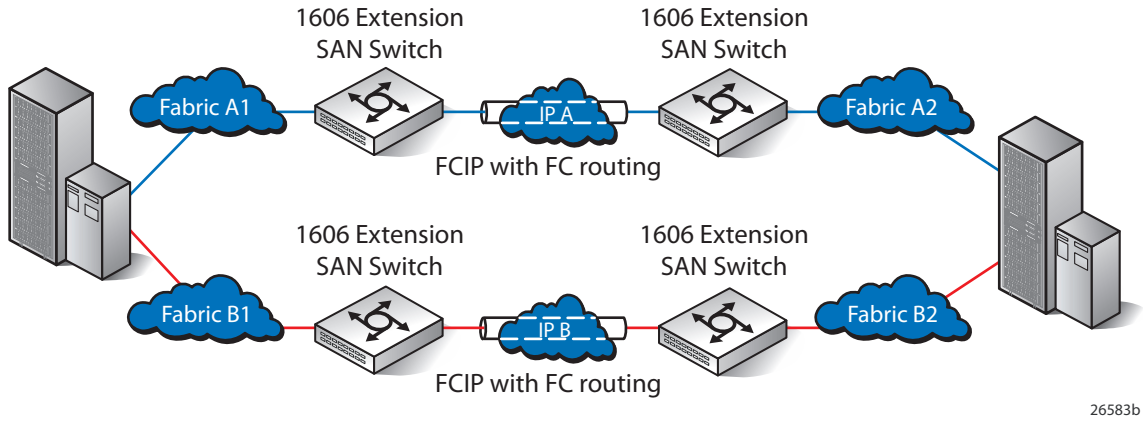 1606 Extension
SAN Switch
1606 Extension
SAN Switch
Fabric A1
IP A
Fabric A2
FCIP with FC routing
1606 Extension
SAN Switch
1606 Extension
SAN Switch
Fabric B1
IP B
Fabric B2
FCIP with FC routing
26583b